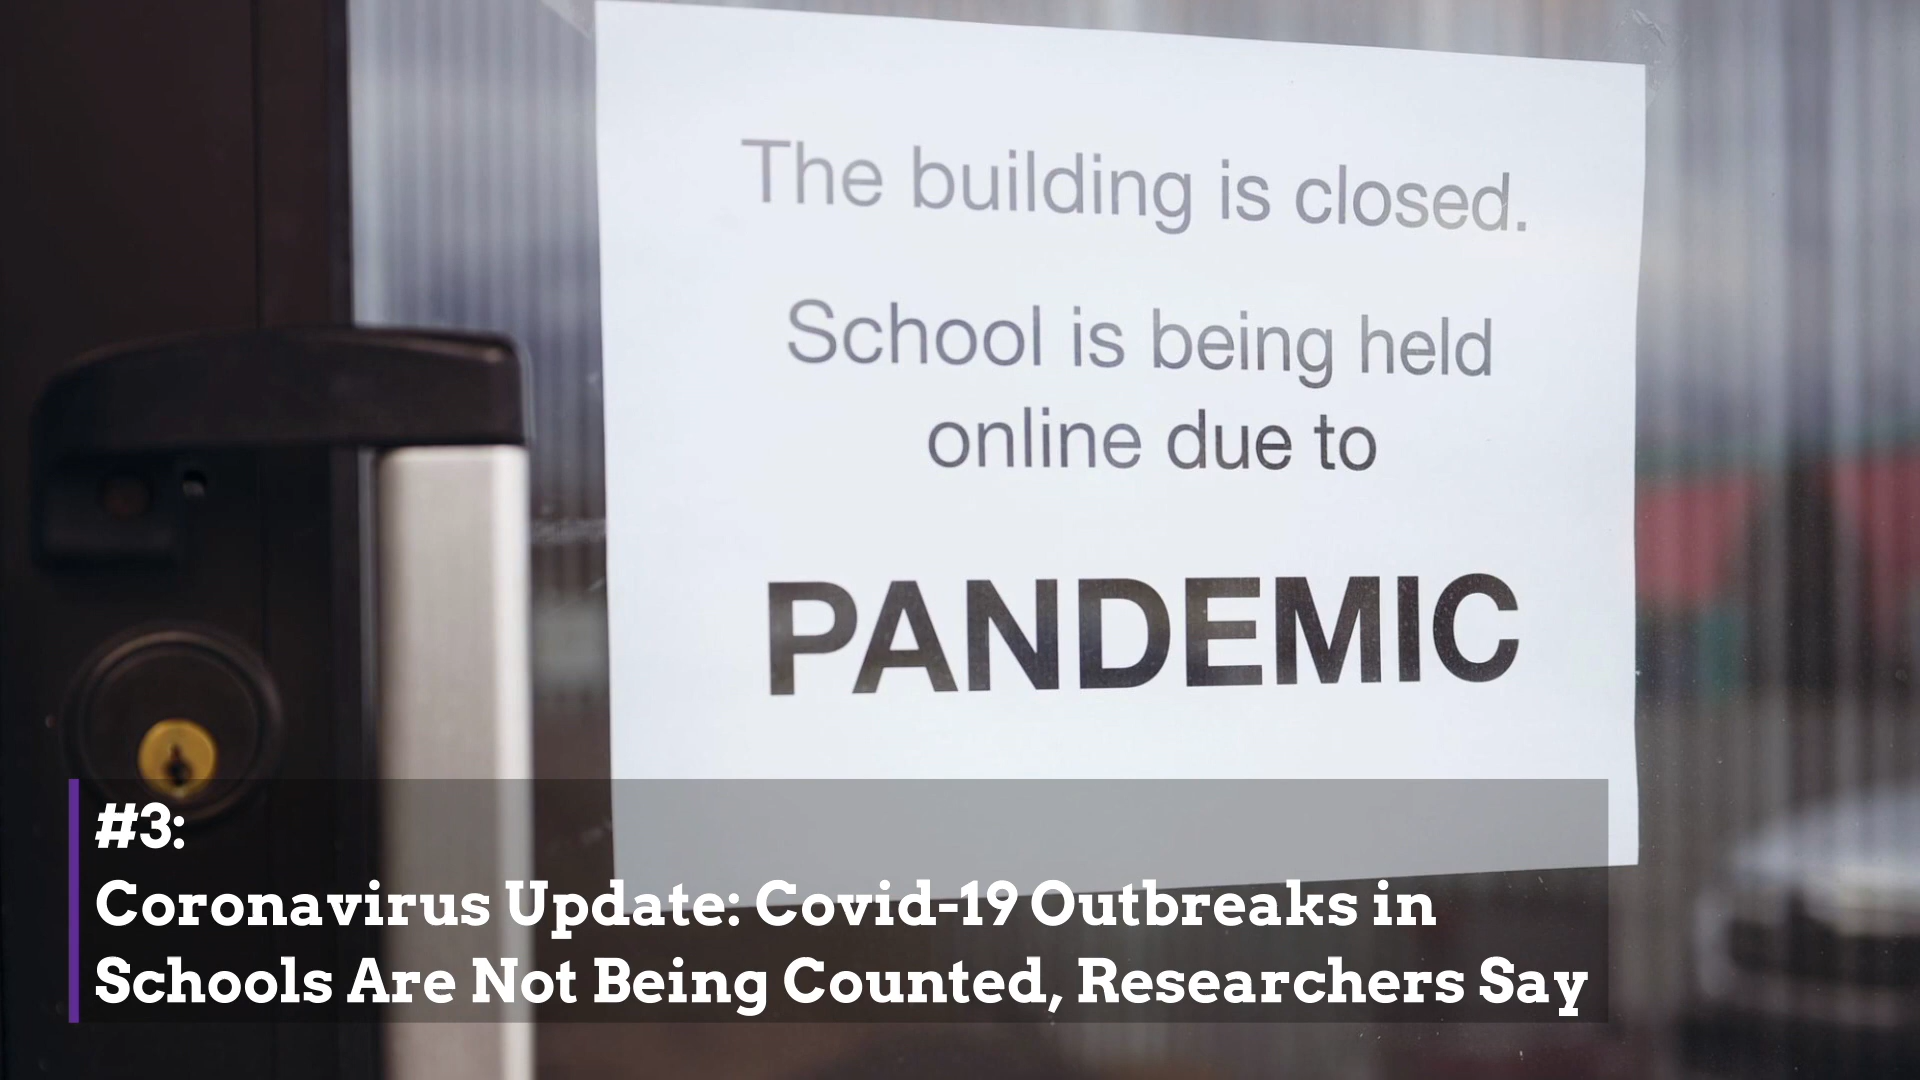 The building is closed.
School is being held
online due to
PANDEMIC
#3:
Coronavirus Update: Covid-19 Outbreaks in
Schools Are Not Being Counted, Researchers Say